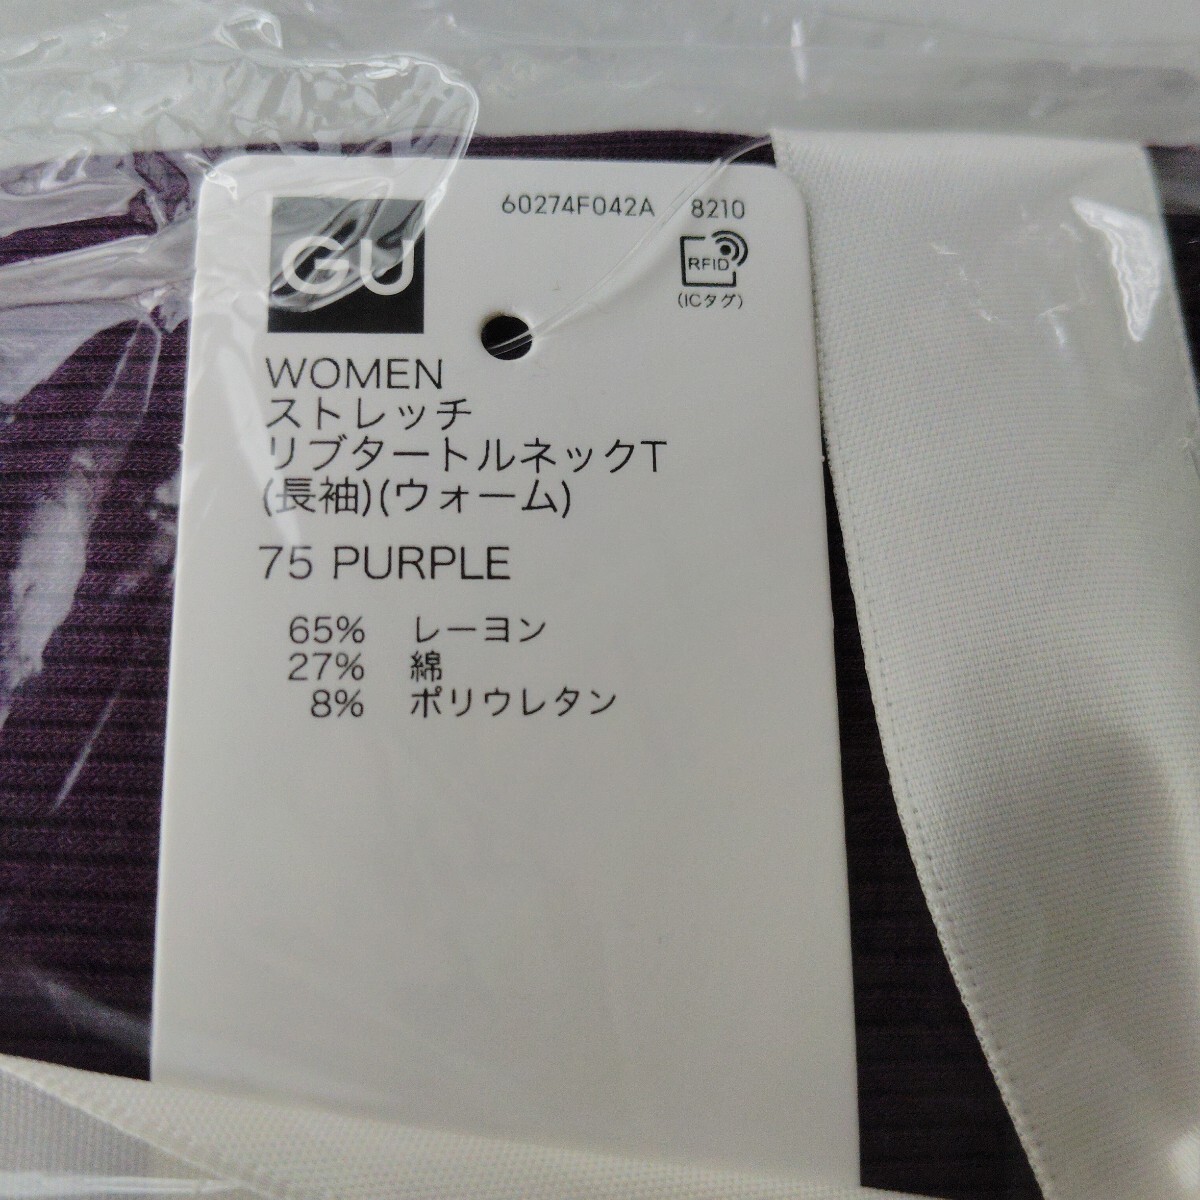 GU
60274F042A 8210
RFID
(ICタグ)
WOMEN
ストレッチ
リブタートルネックT
(長袖)(ウォーム)
75 PURPLE
65% レーヨン
27% 綿
8% ポリウレタン